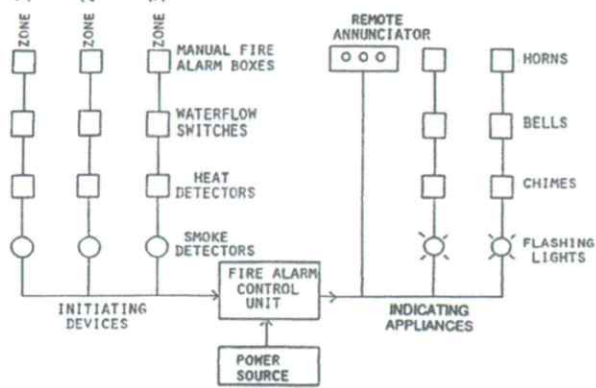 ZONE
ZONE
ZONE
MANUAL FIRE
ALARM BOXES
WATERFLOW
SWITCHES
HEAT
DETECTORS
SMOKE
DETECTORS
INITIATING
DEVICES
FIRE ALARM
CONTROL
UNIT
POWER
SOURCE
REMOTE
ANNUNCIATOR
HORNS
BELLS
CHIMES
FLASHING
LIGHTS
INDICATING
APPLIANCES